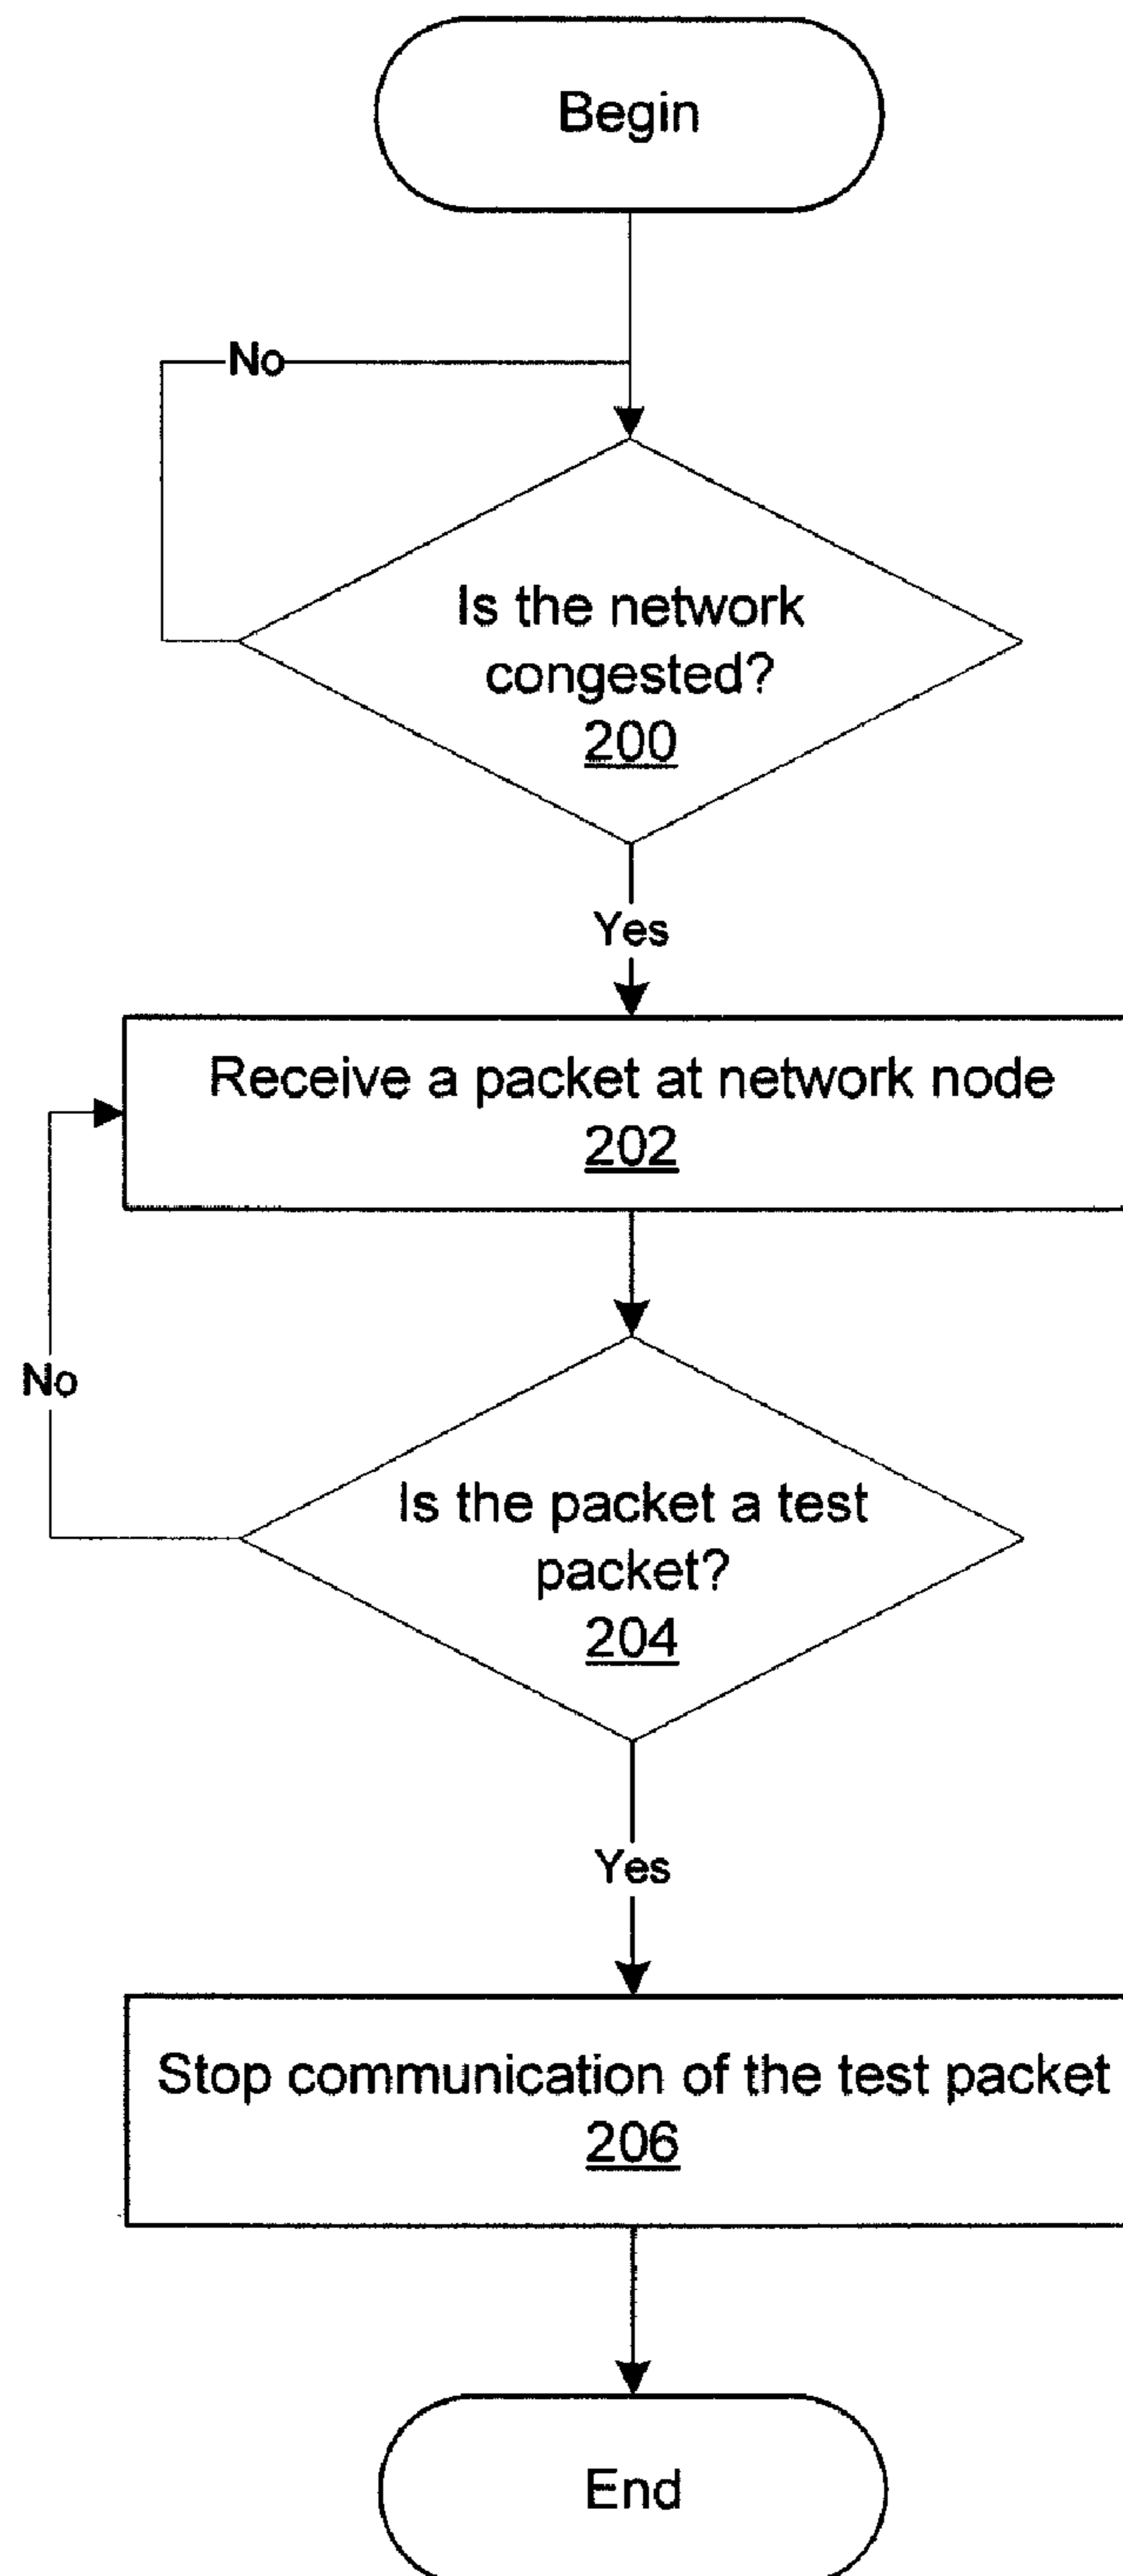 Begin
No
Is the network
congested?
200
Yes
Receive a packet at network node
202
No
Is the packet a test
packet?
204
Yes
Stop communication of the test packet
206
End